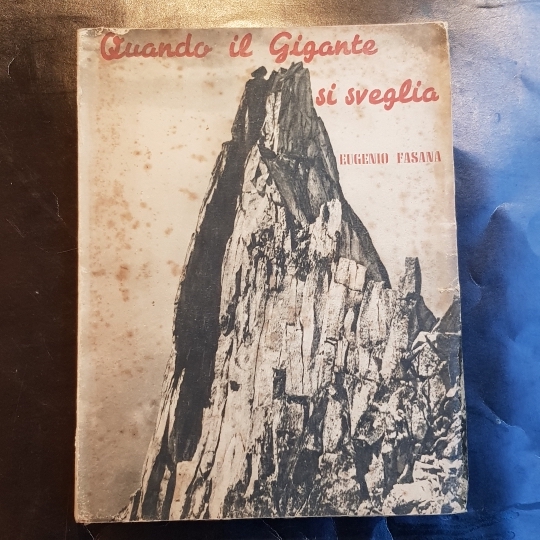 Quando il Gigante
si sveglia
EUGENIO FASANA